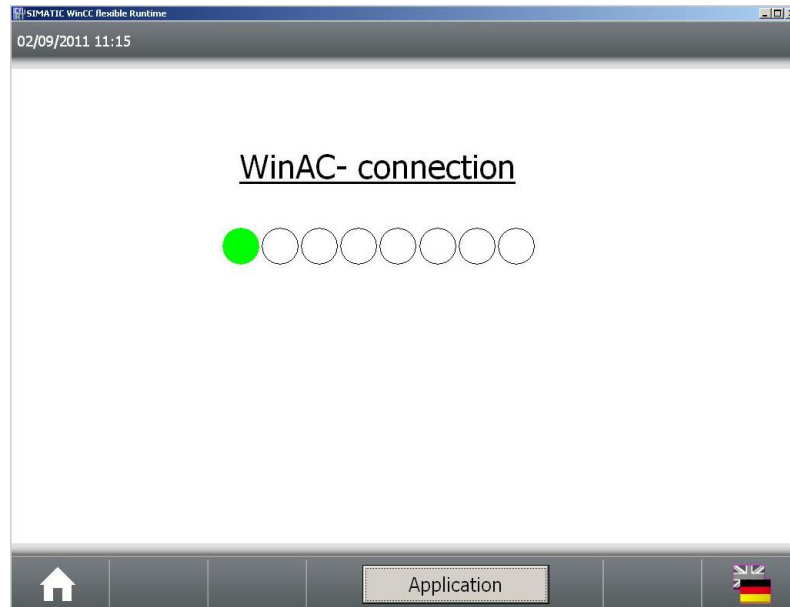 SIMATIC WinCC flexible Runtime
02/09/2011 11:15
WinAC- connection
Application